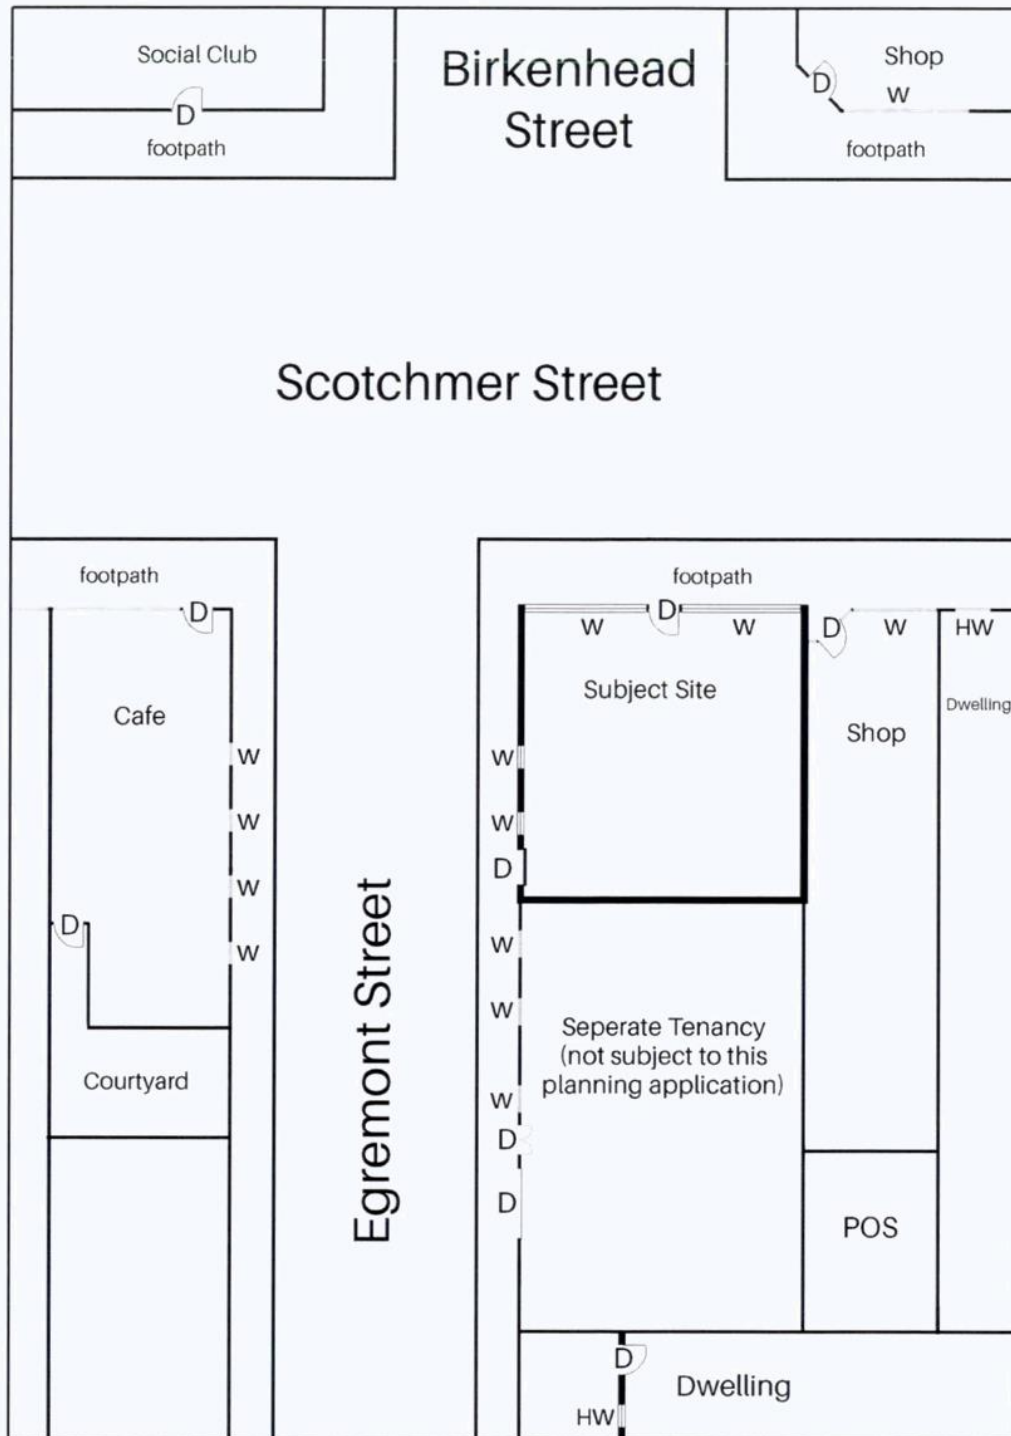 Social Club
D
footpath
Birkenhead
Street
Shop
D
W
footpath
Scotchmer Street
footpath
D
Cafe
W
W
W
W
D
Courtyard
Egremont Street
footpath
D
W
W
Subject Site
W
W
D
D
W
Shop
HW
Dwelling
W
W
W
D
D
Seperate Tenancy
(not subject to this
planning application)
POS
D
Dwelling
HW